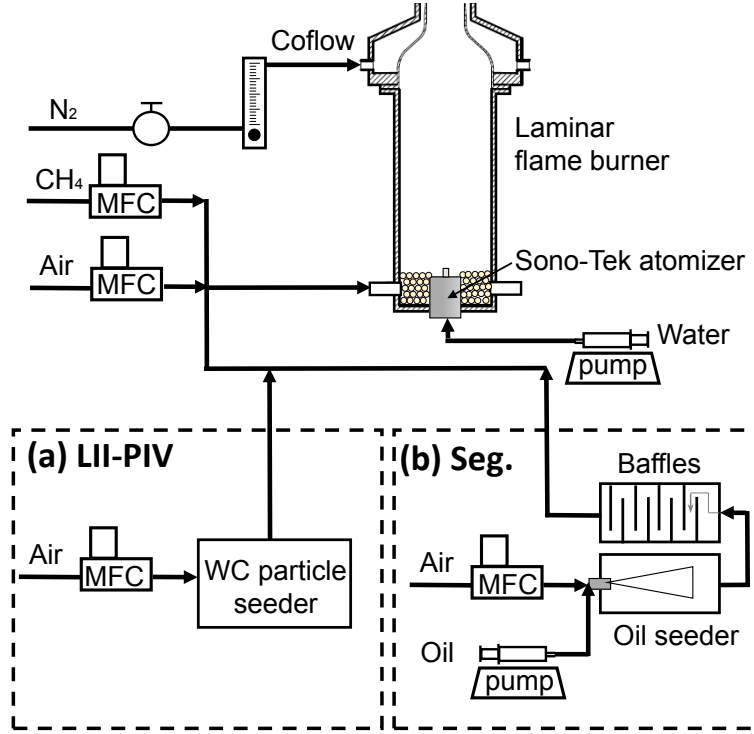 Coflow
N₂
Laminar
flame burner
CH₄
MFC
Air
MFC
Sono-Tek atomizer
Water
pump
(a) LII-PIV
Air
MFC
WC particle
seeder
(b) Seg.
Baffles
Air
MFC
Oil seeder
Oil
pump